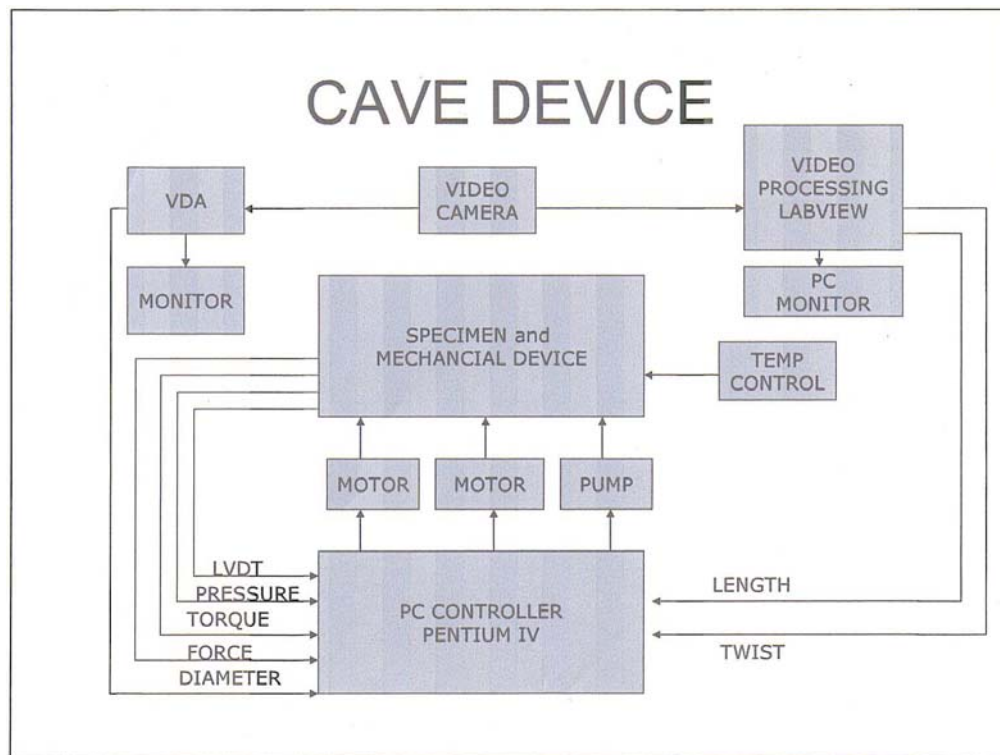 CAVE DEVICE
VDA
VIDEO
CAMERA
VIDEO
PROCESSING
LABVIEW
MONITOR
PC
MONITOR
SPECIMEN and
MECHANCIAL DEVICE
TEMP
CONTROL
MOTOR
MOTOR
PUMP
LVDT
PRESSURE
TORQUE
FORCE
DIAMETER
PC CONTROLLER
PENTIUM IV
LENGTH
TWIST